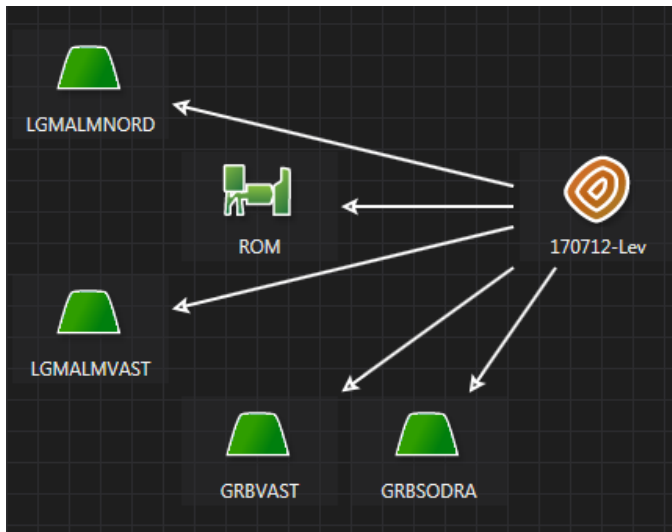 LGMALMNORD
ROM
170712-Lev
LGMALMVAST
GRBVAST
GRBSODRA